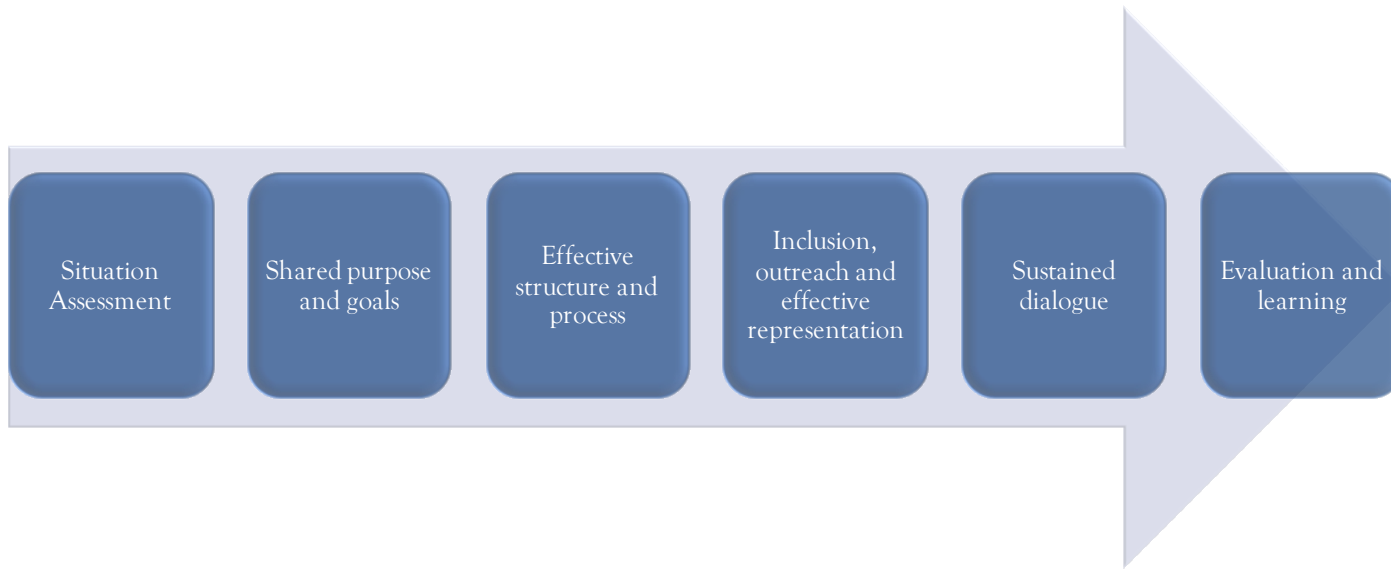 Situation
Assessment
Shared purpose
and goals
Effective
structure and
process
Inclusion,
outreach and
effective
representation
Sustained
dialogue
Evaluation and
learning